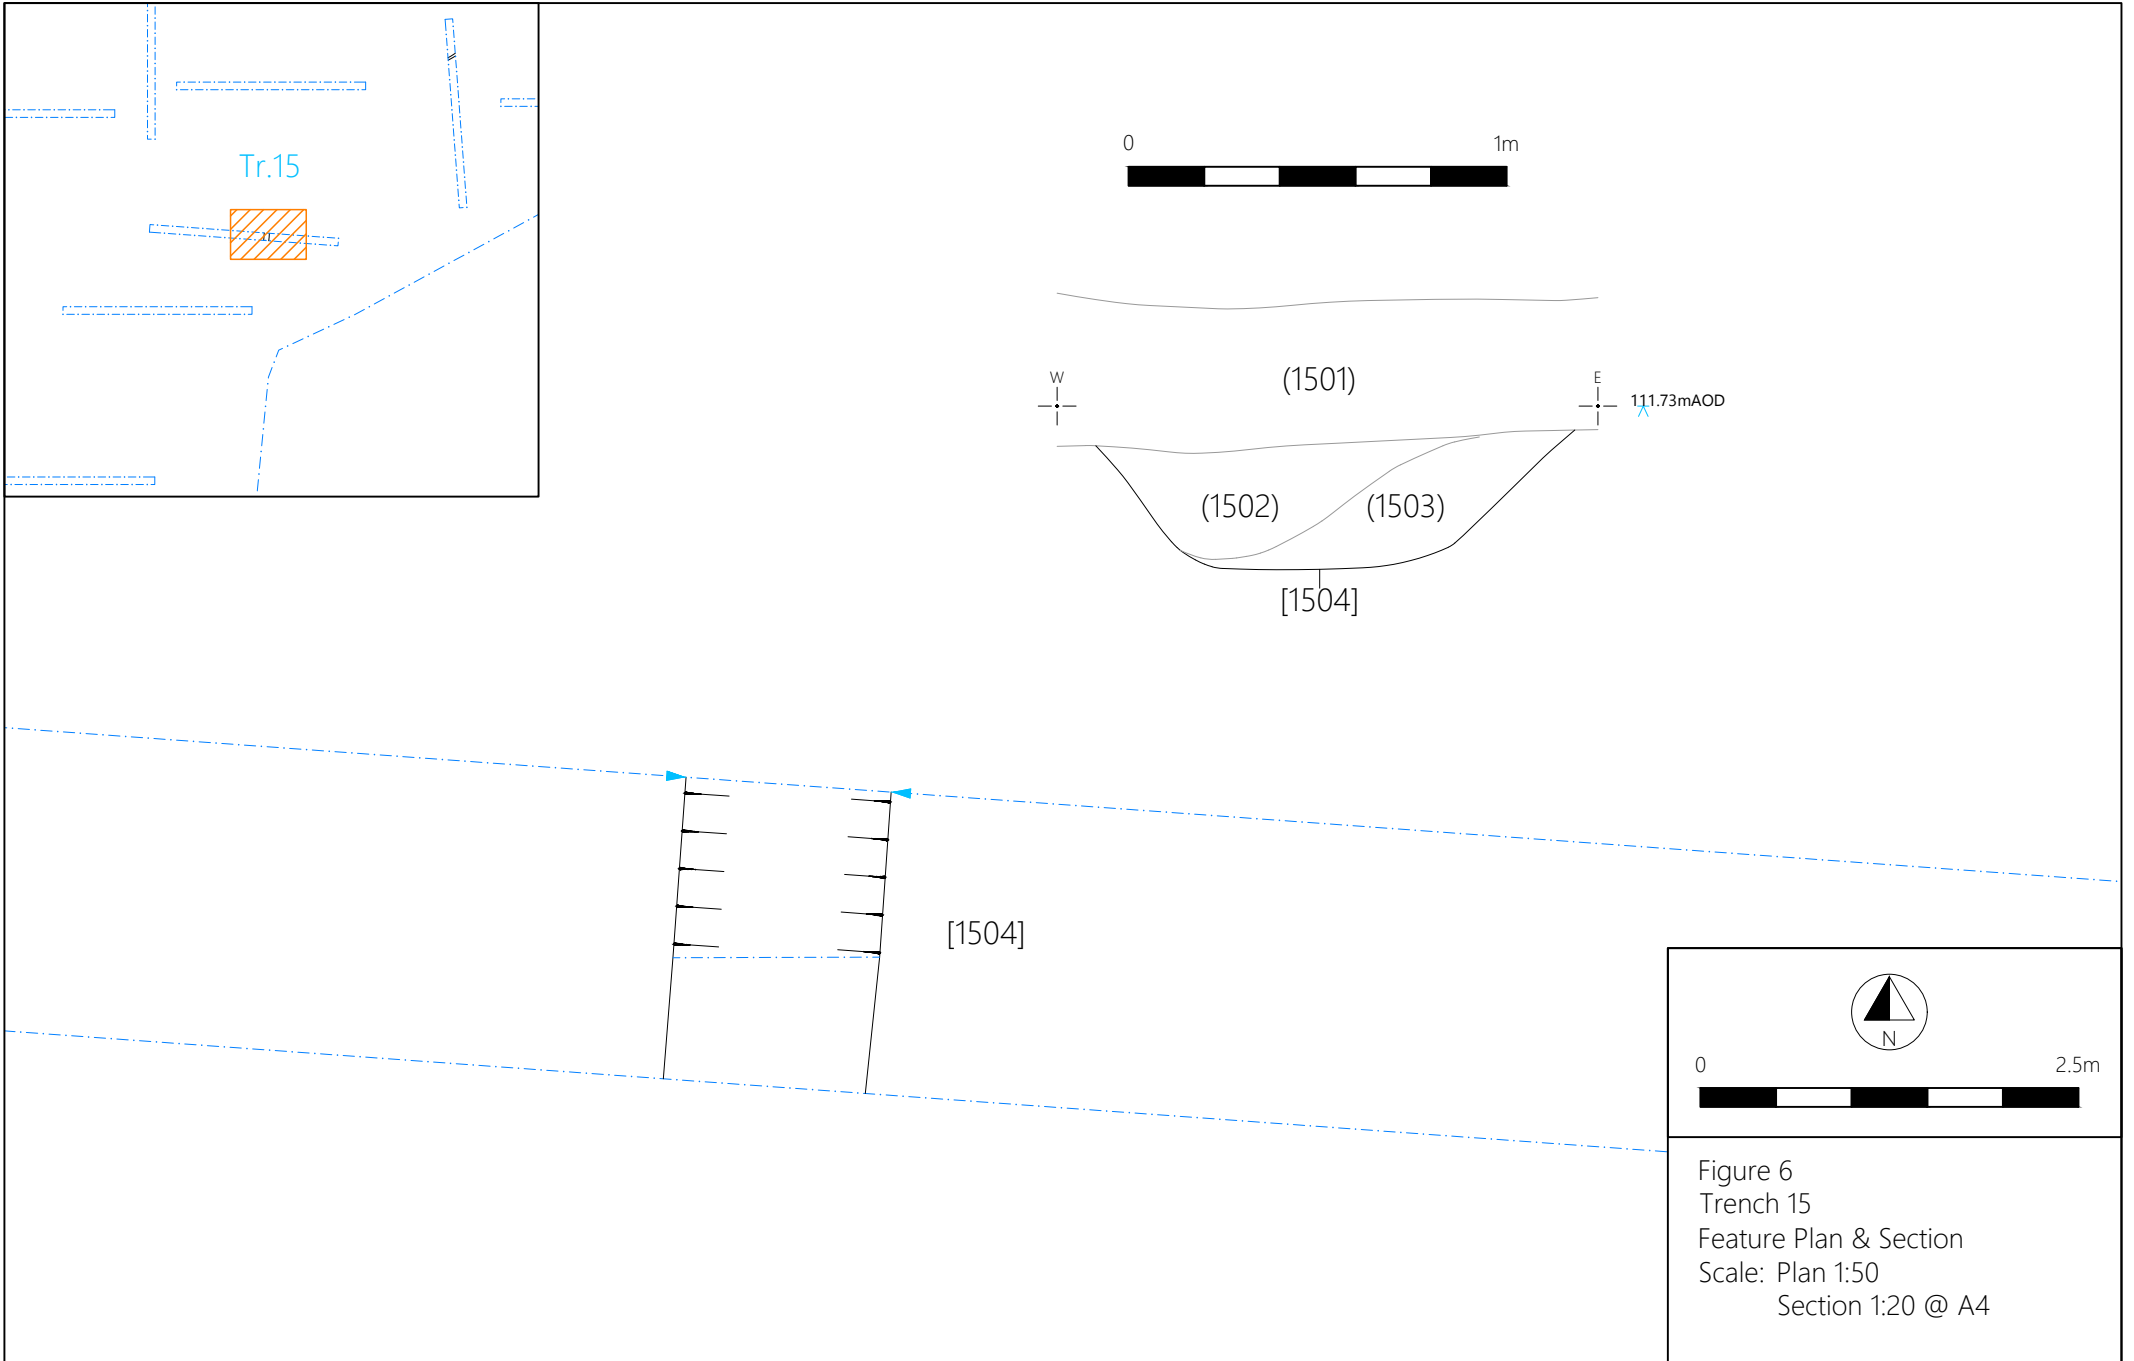 Tr.15
0 1m
(1501)
W E
111.73mAOD
(1502) (1503)
[1504]
[1504]
N
0 2.5m
Figure 6
Trench 15
Feature Plan & Section
Scale: Plan 1:50
Section 1:20 @ A4